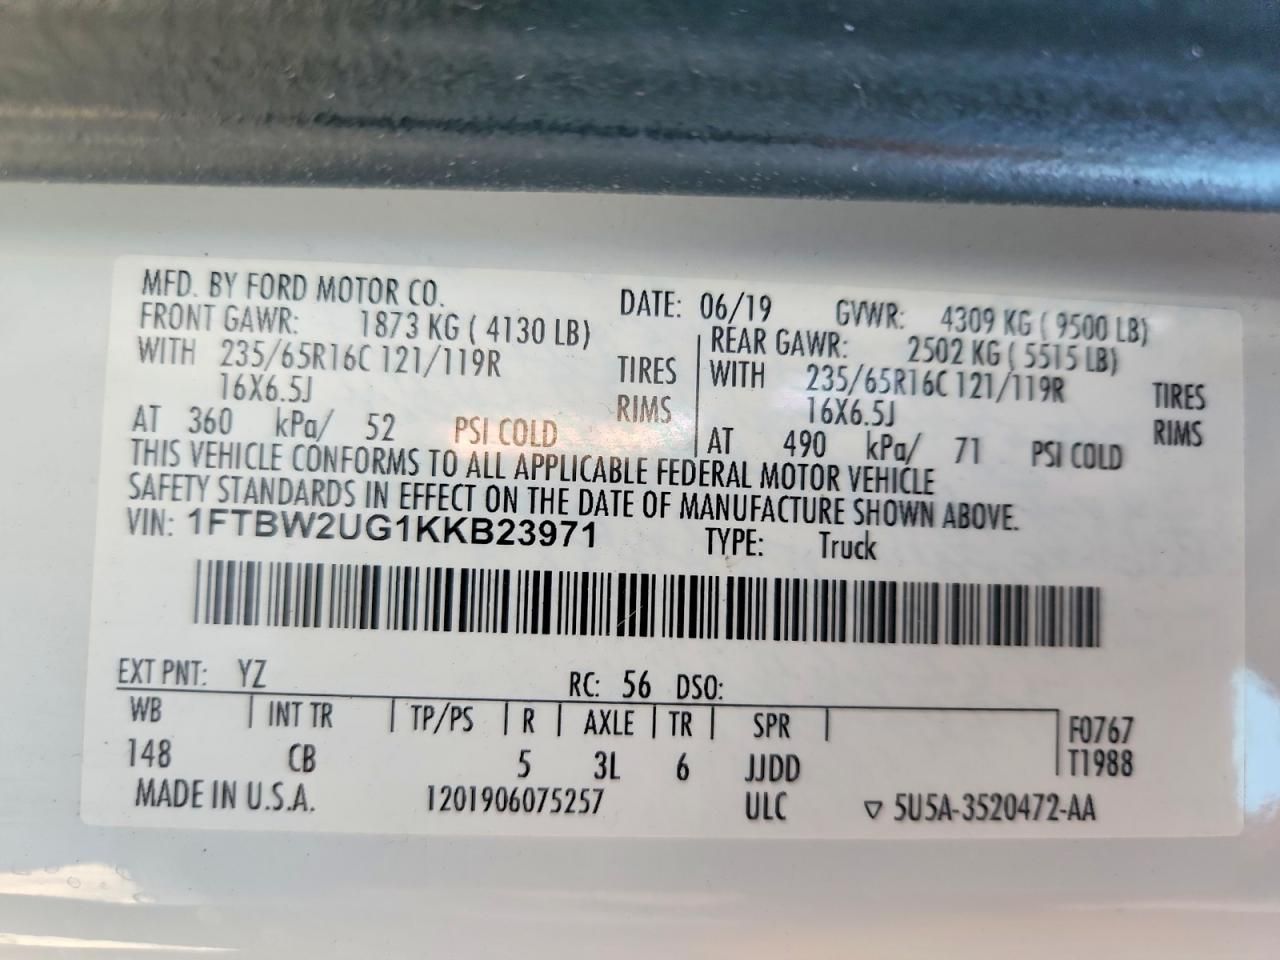 MFD. BY FORD MOTOR CO.
DATE: 06/19 GVWR: 4309 KG ( 9500 LB)
FRONT GAWR: 1873 KG ( 4130 LB)
REAR GAWR: 2502 KG ( 5515 LB)
WITH 235/65R16C 121/119R TIRES
WITH 235/65R16C 121/119R TIRES
16X6.5J RIMS
16X6.5J RIMS
AT 360 kPa/ 52 PSI COLD
AT 490 kPa/ 71 PSI COLD
THIS VEHICLE CONFORMS TO ALL APPLICABLE FEDERAL MOTOR VEHICLE
SAFETY STANDARDS IN EFFECT ON THE DATE OF MANUFACTURE SHOWN ABOVE.
VIN: 1FTBW2UG1KKB23971 TYPE: Truck
EXT PNT: YZ RC: 56 DSO:
WB INT TR TP/PS R AXLE TR SPR F0767
148 CB 5 3L 6 JJDD T1988
MADE IN U.S.A. 1201906075257 ULC ▽ 5U5A-3520472-AA